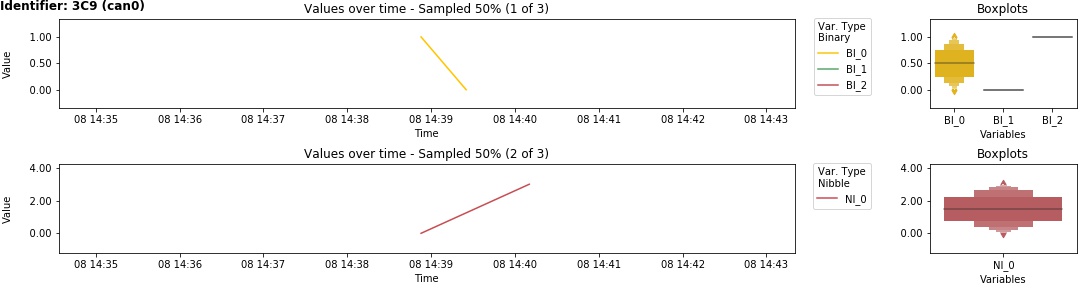 Identifier: 3C9 (can0)
Values over time - Sampled 50% (1 of 3)
Value
1.00
0.50
0.00
08 14:35 08 14:36 08 14:37 08 14:38 08 14:39 08 14:40 08 14:41 08 14:42 08 14:43
Time
Var. Type
Binary
BI_0
BI_1
BI_2
Boxplots
1.00
0.50
0.00
BI_0 BI_1 BI_2
Variables
Values over time - Sampled 50% (2 of 3)
Value
4.00
2.00
0.00
08 14:35 08 14:36 08 14:37 08 14:38 08 14:39 08 14:40 08 14:41 08 14:42 08 14:43
Time
Var. Type
Nibble
NI_0
Boxplots
4.00
2.00
0.00
NI_0
Variables